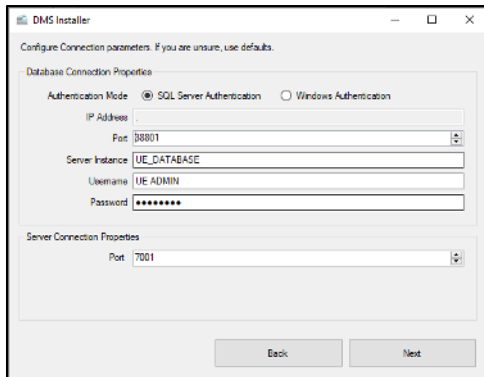 DMS Installer
Configure Connection parameters. If you are unsure, use defaults.
Database Connection Properties
Authentication Mode SQL Server Authentication Windows Authentication
IP Address .
Port 38801
Server Instance UE_DATABASE
Username UE ADMIN
Password ●●●●●●●●
Server Connection Properties
Port 7001
Back Next